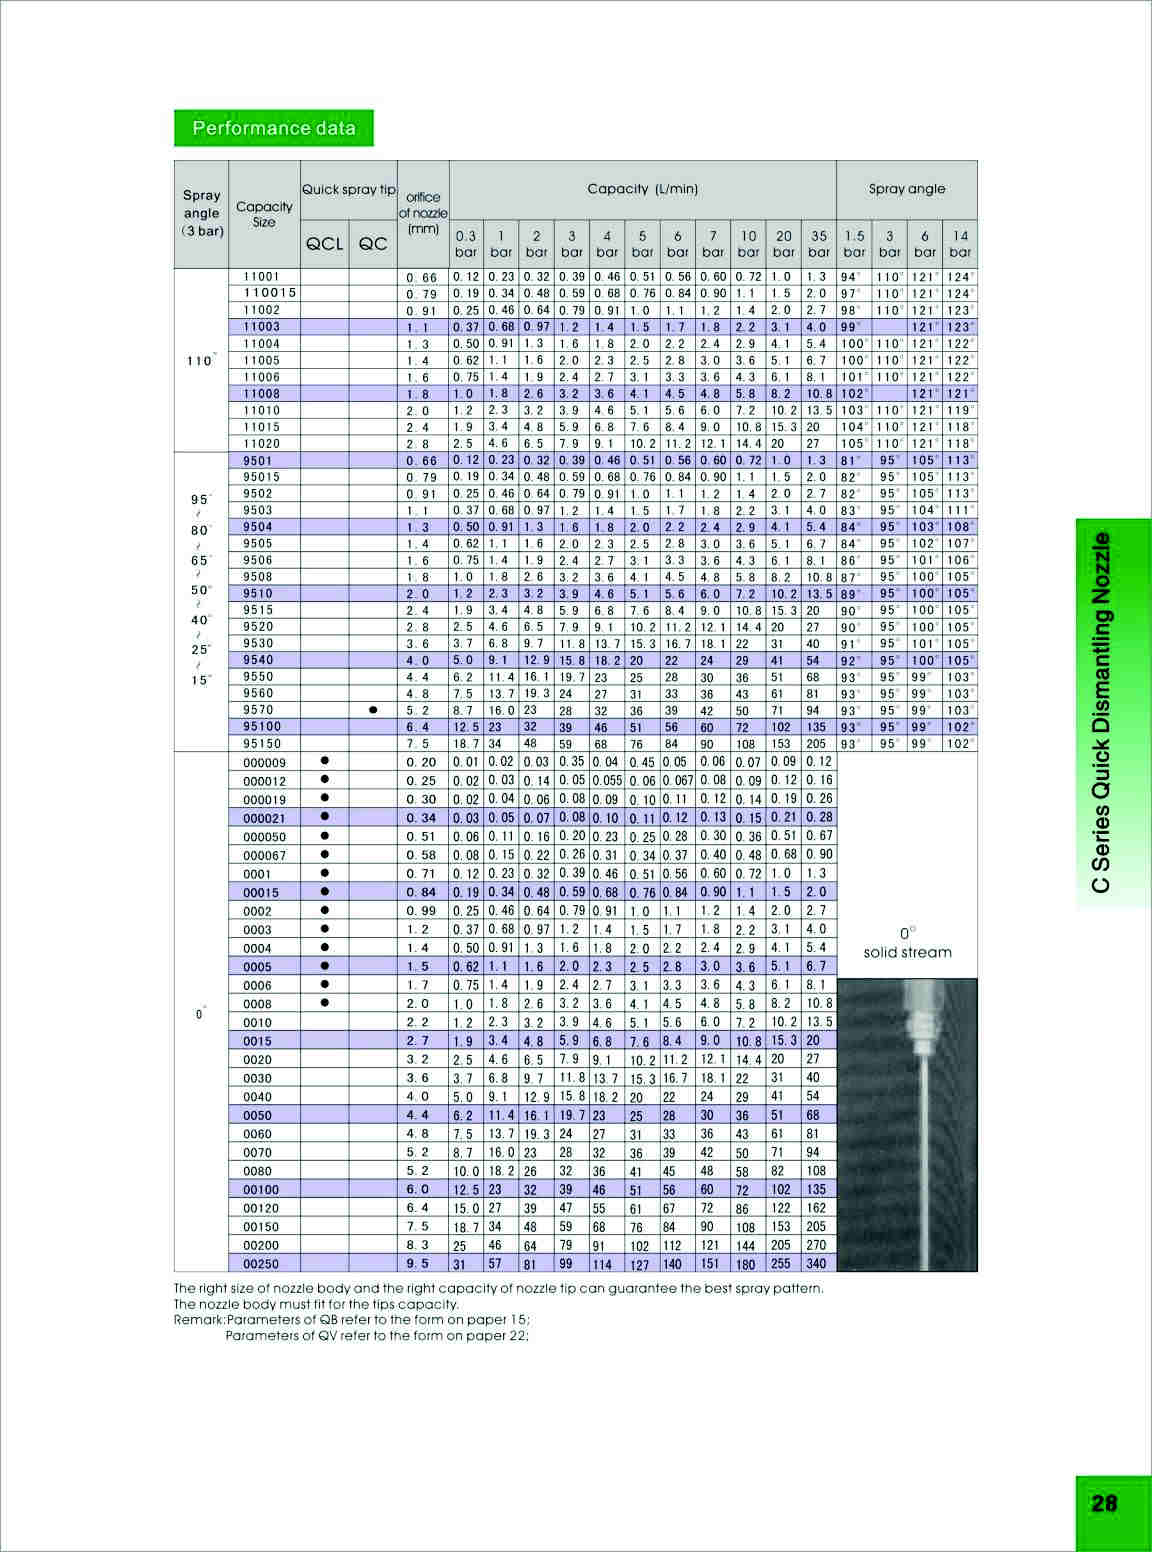 Performance data
Spray angle (3 bar) Capacity Size Quick spray tip orifice of nozzle (mm) Capacity (L/min) Spray angle
QCL QC 0.3 bar 1 bar 2 bar 3 bar 4 bar 5 bar 6 bar 7 bar 10 bar 20 bar 35 bar 1.5 bar 3 bar 6 bar 14 bar
110°
11001 0.66 0.12 0.23 0.32 0.39 0.46 0.51 0.56 0.60 0.72 1.0 1.3 94° 110° 121° 124°
110015 0.79 0.19 0.34 0.48 0.59 0.68 0.76 0.84 0.90 1.1 1.5 2.0 97° 110° 121° 124°
11002 0.91 0.25 0.46 0.64 0.79 0.91 1.0 1.1 1.2 1.4 2.0 2.7 98° 110° 121° 123°
11003 1.1 0.37 0.68 0.97 1.2 1.4 1.5 1.7 1.8 2.2 3.1 4.0 99° 121° 123°
11004 1.3 0.50 0.91 1.3 1.6 1.8 2.0 2.2 2.4 2.9 4.1 5.4 100° 110° 121° 122°
11005 1.4 0.62 1.1 1.6 2.0 2.3 2.5 2.8 3.0 3.6 5.1 6.7 100° 110° 121° 122°
11006 1.6 0.75 1.4 1.9 2.4 2.7 3.1 3.3 3.6 4.3 6.1 8.1 101° 110° 121° 122°
11008 1.8 1.0 1.8 2.6 3.2 3.6 4.1 4.5 4.8 5.8 8.2 10.8 102° 121° 121°
11010 2.0 1.2 2.3 3.2 3.9 4.6 5.1 5.6 6.0 7.2 10.2 13.5 103° 110° 121° 119°
11015 2.4 1.9 3.4 4.8 5.9 6.8 7.6 8.4 9.0 10.8 15.3 20 104° 110° 121° 118°
11020 2.8 2.5 4.6 6.5 7.9 9.1 10.2 11.2 12.1 14.4 20 27 105° 110° 121° 118°
95° ~ 80° ~ 65° ~ 50° ~ 40° ~ 25° ~ 15°
9501 0.66 0.12 0.23 0.32 0.39 0.46 0.51 0.56 0.60 0.72 1.0 1.3 81° 95° 105° 113°
95015 0.79 0.19 0.34 0.48 0.59 0.68 0.76 0.84 0.90 1.1 1.5 2.0 82° 95° 105° 113°
9502 0.91 0.25 0.46 0.64 0.79 0.91 1.0 1.1 1.2 1.4 2.0 2.7 82° 95° 105° 113°
9503 1.1 0.37 0.68 0.97 1.2 1.4 1.5 1.7 1.8 2.2 3.1 4.0 83° 95° 104° 111°
9504 1.3 0.50 0.91 1.3 1.6 1.8 2.0 2.2 2.4 2.9 4.1 5.4 84° 95° 103° 108°
9505 1.4 0.62 1.1 1.6 2.0 2.3 2.5 2.8 3.0 3.6 5.1 6.7 84° 95° 102° 107°
9506 1.6 0.75 1.4 1.9 2.4 2.7 3.1 3.3 3.6 4.3 6.1 8.1 86° 95° 101° 106°
9508 1.8 1.0 1.8 2.6 3.2 3.6 4.1 4.5 4.8 5.8 8.2 10.8 87° 95° 100° 105°
9510 2.0 1.2 2.3 3.2 3.9 4.6 5.1 5.6 6.0 7.2 10.2 13.5 89° 95° 100° 105°
9515 2.4 1.9 3.4 4.8 5.9 6.8 7.6 8.4 9.0 10.8 15.3 20 90° 95° 100° 105°
9520 2.8 2.5 4.6 6.5 7.9 9.1 10.2 11.2 12.1 14.4 20 27 90° 95° 100° 105°
9530 3.6 3.7 6.8 9.7 11.8 13.7 15.3 16.7 18.1 22 31 40 91° 95° 101° 105°
9540 4.0 5.0 9.1 12.9 15.8 18.2 20 22 24 29 41 54 92° 95° 100° 105°
9550 4.4 6.2 11.4 16.1 19.7 23 25 28 30 36 51 68 93° 95° 99° 103°
9560 4.8 7.5 13.7 19.3 24 27 31 33 36 43 61 81 93° 95° 99° 103°
9570 ● 5.2 8.7 16.0 23 28 32 36 39 42 50 71 94 93° 95° 99° 103°
95100 6.4 12.5 23 32 39 46 51 56 60 72 102 135 93° 95° 99° 102°
95150 7.5 18.7 34 48 59 68 76 84 90 108 153 205 93° 95° 99° 102°
0°
000009 ● 0.20 0.01 0.02 0.03 0.35 0.04 0.45 0.05 0.06 0.07 0.09 0.12
000012 ● 0.25 0.02 0.03 0.14 0.05 0.055 0.06 0.067 0.08 0.09 0.12 0.16
000019 ● 0.30 0.02 0.04 0.06 0.08 0.09 0.10 0.11 0.12 0.14 0.19 0.26
000021 ● 0.34 0.03 0.05 0.07 0.08 0.10 0.11 0.12 0.13 0.15 0.21 0.28
000050 ● 0.51 0.06 0.11 0.16 0.20 0.23 0.25 0.28 0.30 0.36 0.51 0.67
000067 ● 0.58 0.08 0.15 0.22 0.26 0.31 0.34 0.37 0.40 0.48 0.68 0.90
0001 ● 0.71 0.12 0.23 0.32 0.39 0.46 0.51 0.56 0.60 0.72 1.0 1.3
00015 ● 0.84 0.19 0.34 0.48 0.59 0.68 0.76 0.84 0.90 1.1 1.5 2.0
0002 ● 0.99 0.25 0.46 0.64 0.79 0.91 1.0 1.1 1.2 1.4 2.0 2.7
0003 ● 1.2 0.37 0.68 0.97 1.2 1.4 1.5 1.7 1.8 2.2 3.1 4.0
0004 ● 1.4 0.50 0.91 1.3 1.6 1.8 2.0 2.2 2.4 2.9 4.1 5.4
0005 ● 1.5 0.62 1.1 1.6 2.0 2.3 2.5 2.8 3.0 3.6 5.1 6.7
0006 ● 1.7 0.75 1.4 1.9 2.4 2.7 3.1 3.3 3.6 4.3 6.1 8.1
0008 ● 2.0 1.0 1.8 2.6 3.2 3.6 4.1 4.5 4.8 5.8 8.2 10.8
0010 2.2 1.2 2.3 3.2 3.9 4.6 5.1 5.6 6.0 7.2 10.2 13.5
0015 2.7 1.9 3.4 4.8 5.9 6.8 7.6 8.4 9.0 10.8 15.3 20
0020 3.2 2.5 4.6 6.5 7.9 9.1 10.2 11.2 12.1 14.4 20 27
0030 3.6 3.7 6.8 9.7 11.8 13.7 15.3 16.7 18.1 22 31 40
0040 4.0 5.0 9.1 12.9 15.8 18.2 20 22 24 29 41 54
0050 4.4 6.2 11.4 16.1 19.7 23 25 28 30 36 51 68
0060 4.8 7.5 13.7 19.3 24 27 31 33 36 43 61 81
0070 5.2 8.7 16.0 23 28 32 36 39 42 50 71 94
0080 5.2 10.0 18.2 26 32 36 41 45 48 58 82 108
00100 6.0 12.5 23 32 39 46 51 56 60 72 102 135
00120 6.4 15.0 27 39 47 55 61 67 72 86 122 162
00150 7.5 18.7 34 48 59 68 76 84 90 108 153 205
00200 8.3 25 46 64 79 91 102 112 121 144 205 270
00250 9.5 31 57 81 99 114 127 140 151 180 255 340
0°
solid stream
The right size of nozzle body and the right capacity of nozzle tip can guarantee the best spray pattern.
The nozzle body must fit for the tips capacity.
Remark:Parameters of QB refer to the form on paper 15;
Parameters of QV refer to the form on paper 22;
C Series Quick Dismantling Nozzle
28